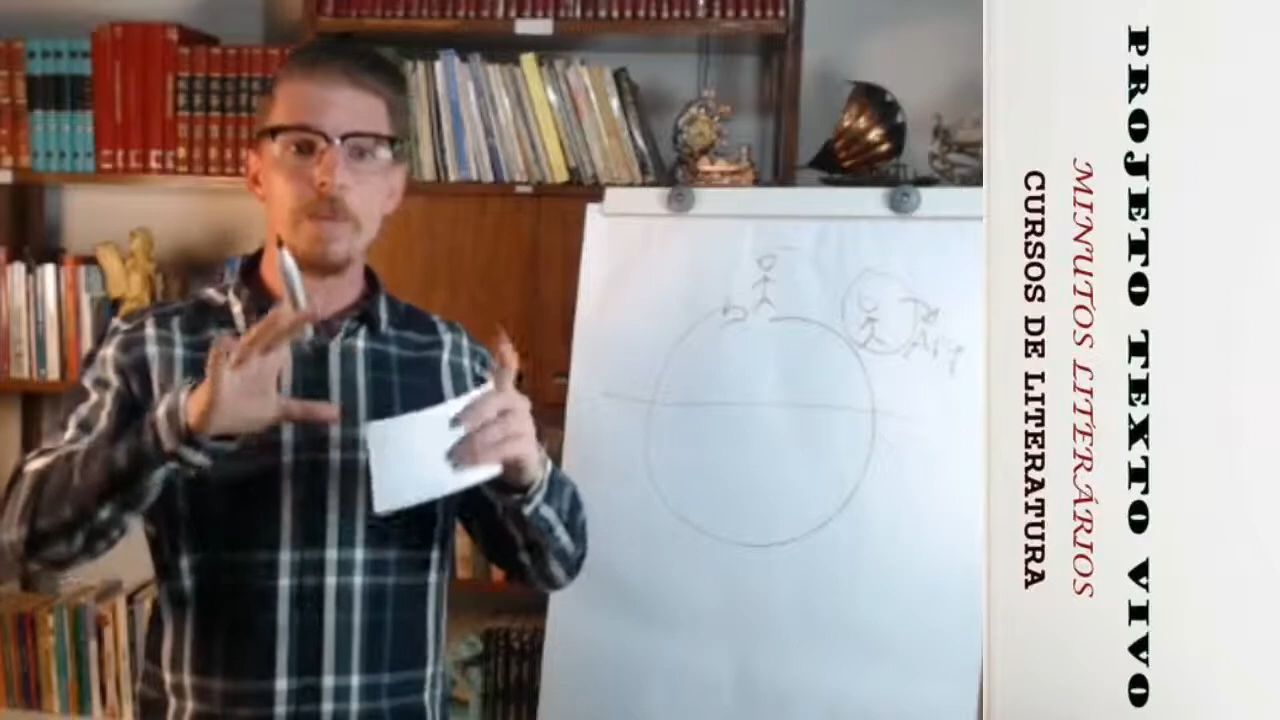 PROJETO TEXTO VIVO
MINUTOS LITERÁRIOS
CURSOS DE LITERATURA